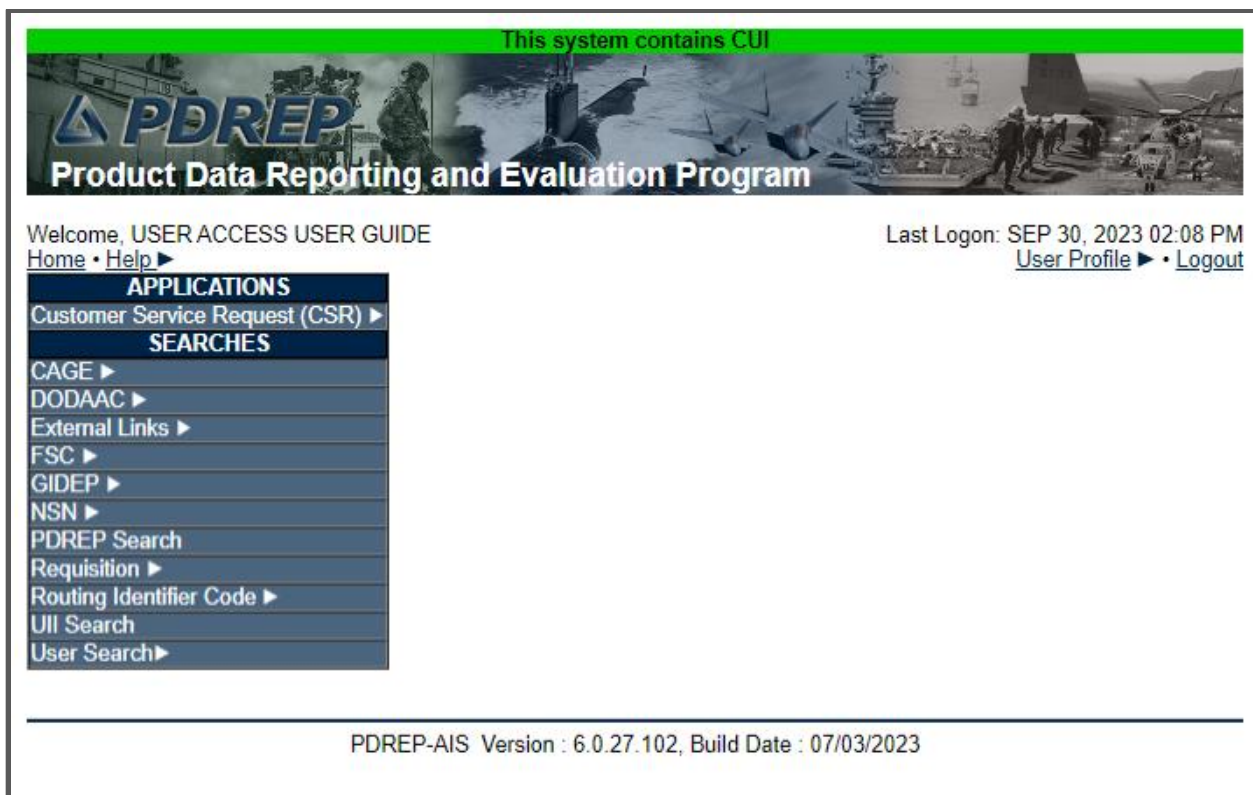 This system contains CUI
PDREP
Product Data Reporting and Evaluation Program
Welcome, USER ACCESS USER GUIDE
Last Logon: SEP 30, 2023 02:08 PM
Home • Help ▶
User Profile ▶ • Logout
APPLICATIONS
Customer Service Request (CSR) ▶
SEARCHES
CAGE ▶
DODAAC ▶
External Links ▶
FSC ▶
GIDEP ▶
NSN ▶
PDREP Search
Requisition ▶
Routing Identifier Code ▶
UII Search
User Search▶
PDREP-AIS Version : 6.0.27.102, Build Date : 07/03/2023